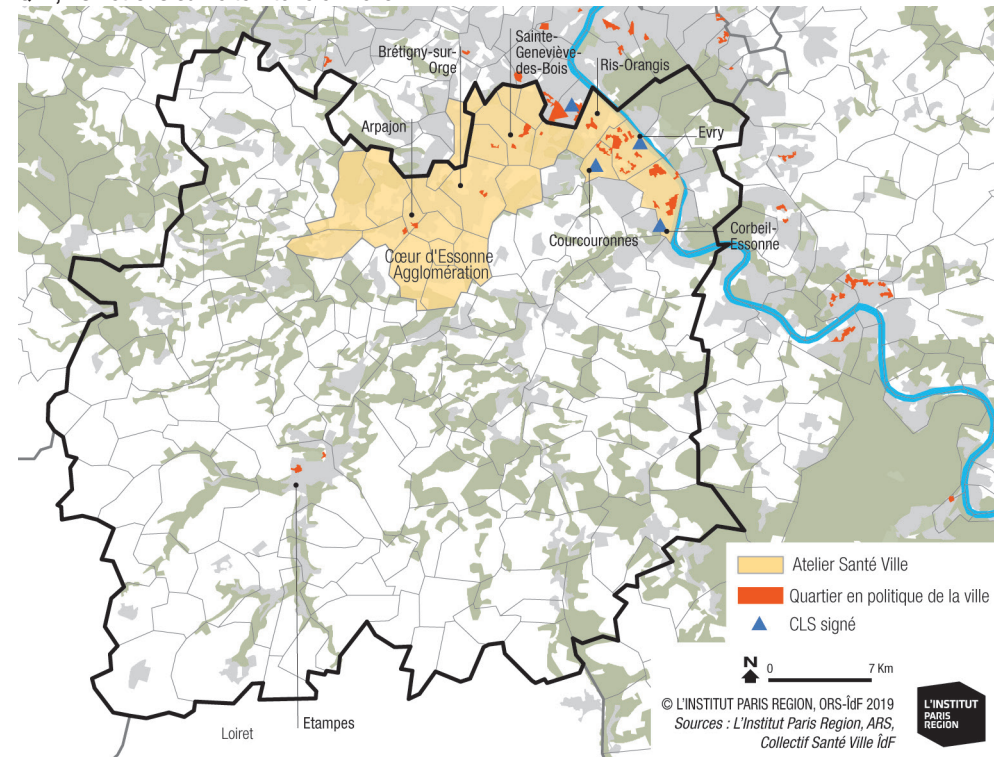 Sainte-
Geneviève-
des-Bois
Brétigny-sur-
Orge
Ris-Orangis
Arpajon
Evry
Courcouronnes
Corbeil-
Essonne
Cœur d'Essonne
Agglomération
Etampes
Loiret
Atelier Santé Ville
Quartier en politique de la ville
CLS signé
N
0
7 Km
© L'INSTITUT PARIS REGION, ORS-ÎdF 2019
Sources : L'Institut Paris Region, ARS,
Collectif Santé Ville ÎdF
L'INSTITUT
PARIS
REGION